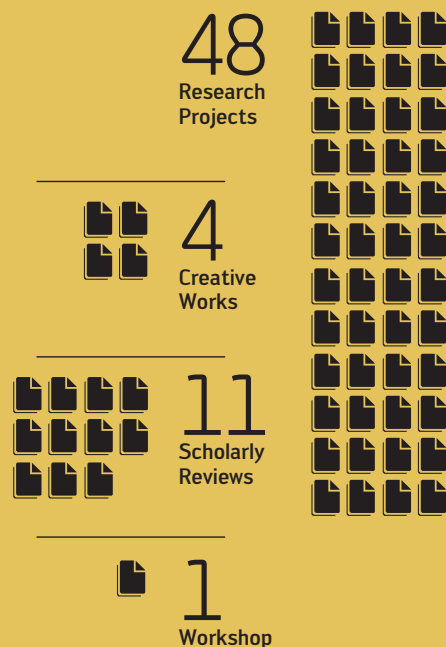 48
Research
Projects
4
Creative
Works
11
Scholarly
Reviews
1
Workshop